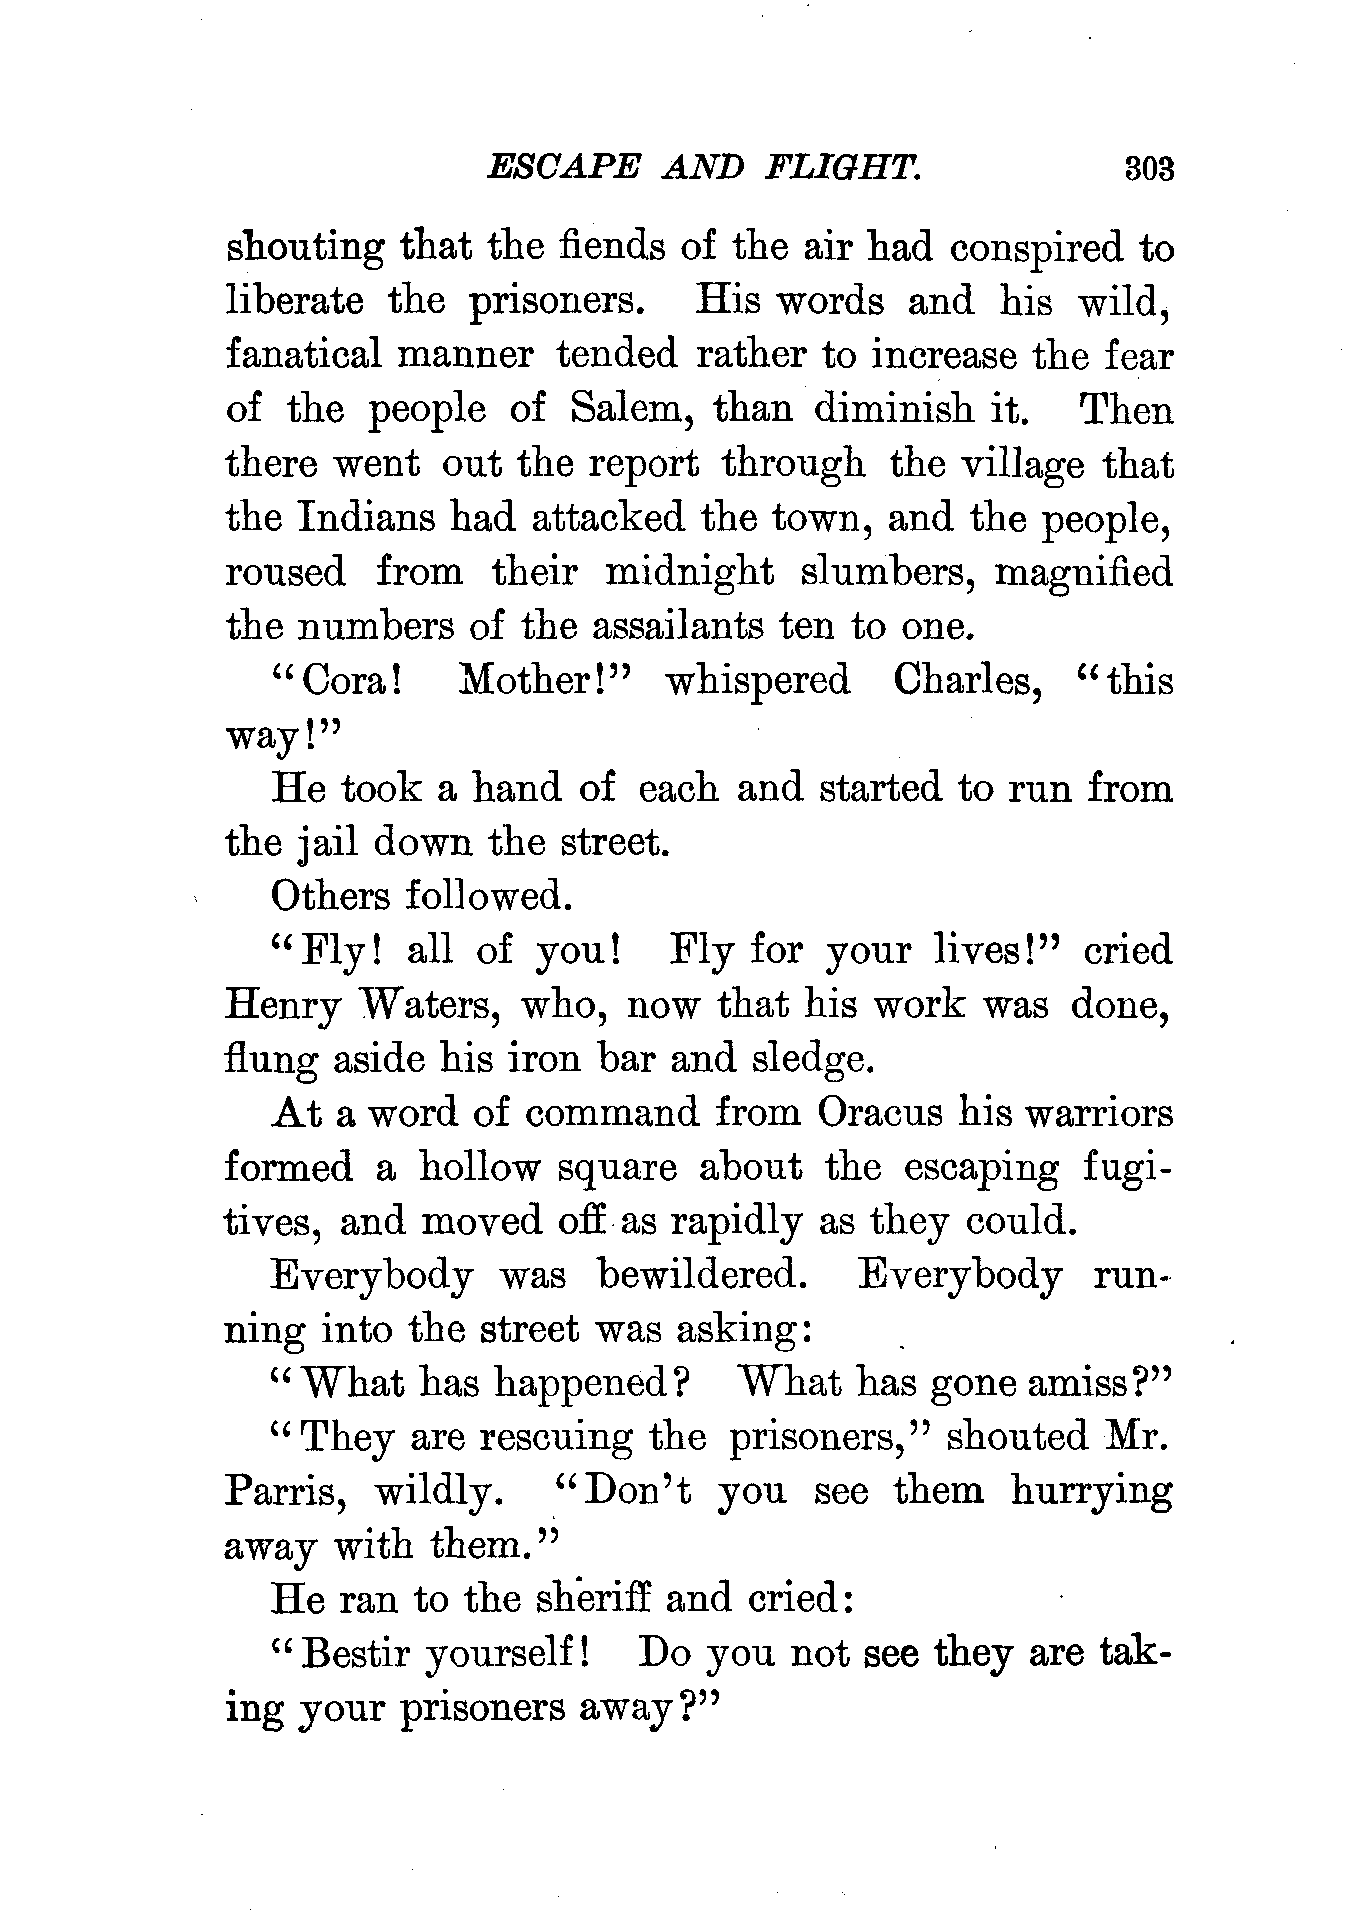 ESCAPE AND FLIGHT. 303
shouting that the fiends of the air had conspired to
liberate the prisoners. His words and his wild,
fanatical manner tended rather to increase the fear
of the people of Salem, than diminish it. Then
there went out the report through the village that
the Indians had attacked the town, and the people,
roused from their midnight slumbers, magnified
the numbers of the assailants ten to one.
"Cora! Mother!" whispered Charles, "this
way!"
He took a hand of each and started to run from
the jail down the street.
Others followed.
"Fly! all of you! Fly for your lives!" cried
Henry Waters, who, now that his work was done,
flung aside his iron bar and sledge.
At a word of command from Oracus his warriors
formed a hollow square about the escaping fugi-
tives, and moved off as rapidly as they could.
Everybody was bewildered. Everybody run-
ning into the street was asking:
"What has happened? What has gone amiss?"
"They are rescuing the prisoners," shouted Mr.
Parris, wildly. "Don't you see them hurrying
away with them."
He ran to the sheriff and cried:
"Bestir yourself! Do you not see they are tak-
ing your prisoners away?"